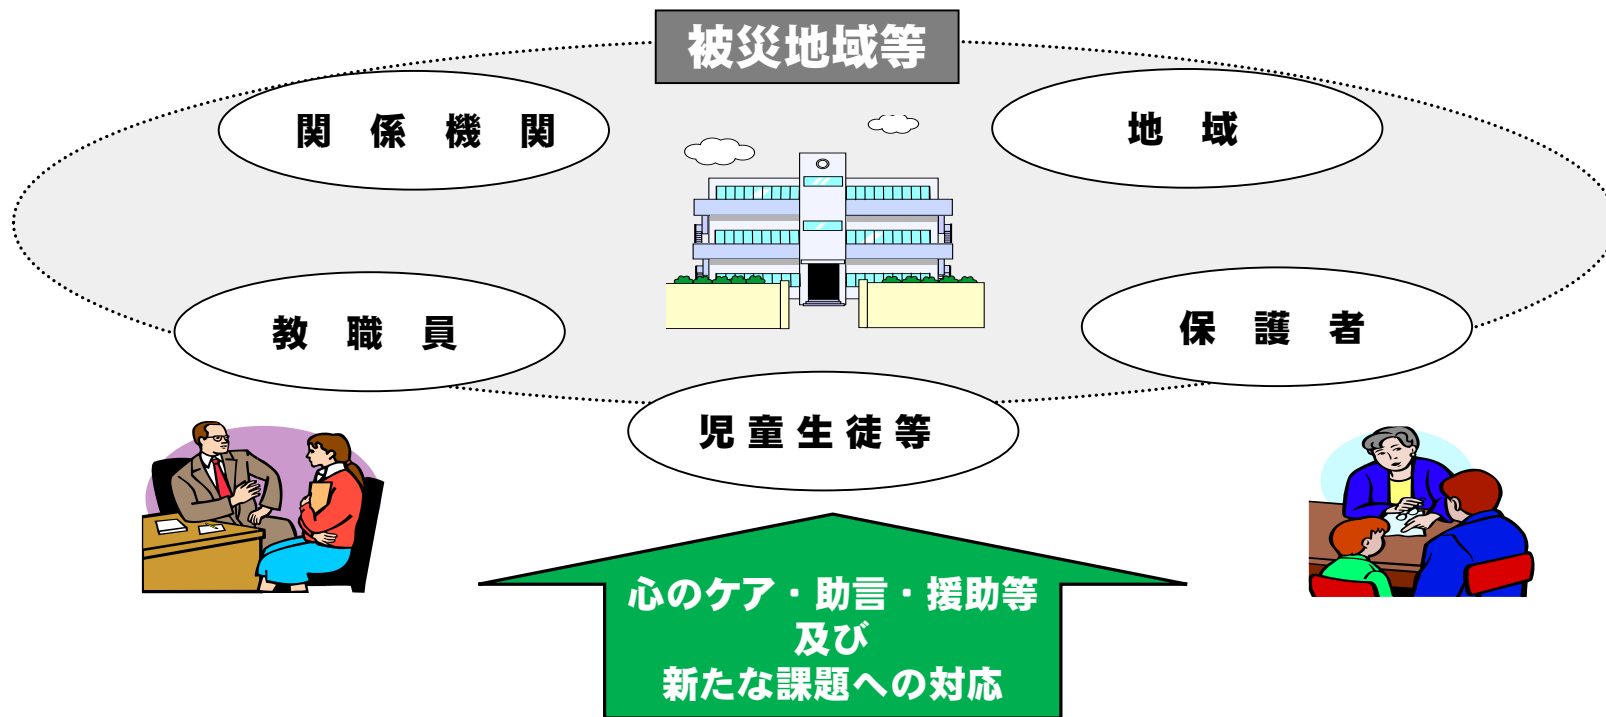 被災地域等
関係機関
地域
教職員
保護者
児童生徒等
心のケア・助言・援助等
及び
新たな課題への対応